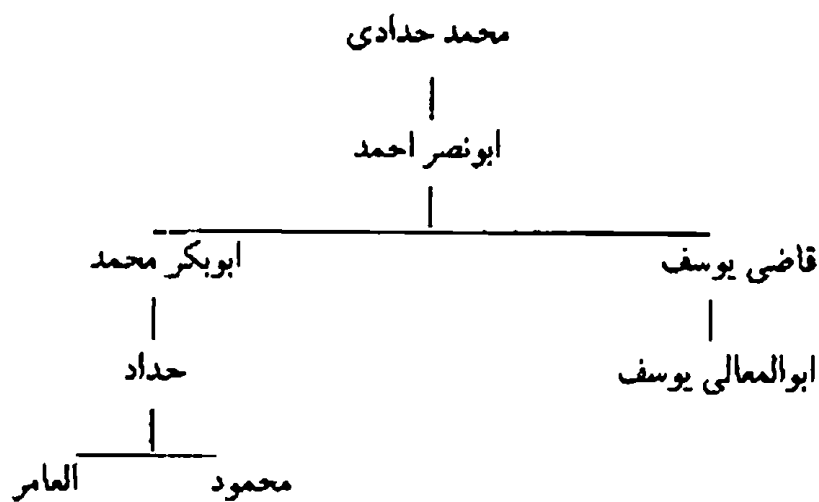 محمد حدادی
ابونصر احمد
قاضی یوسف
ابوبکر محمد
ابوالمعالی یوسف
حداد
محمود
العامر